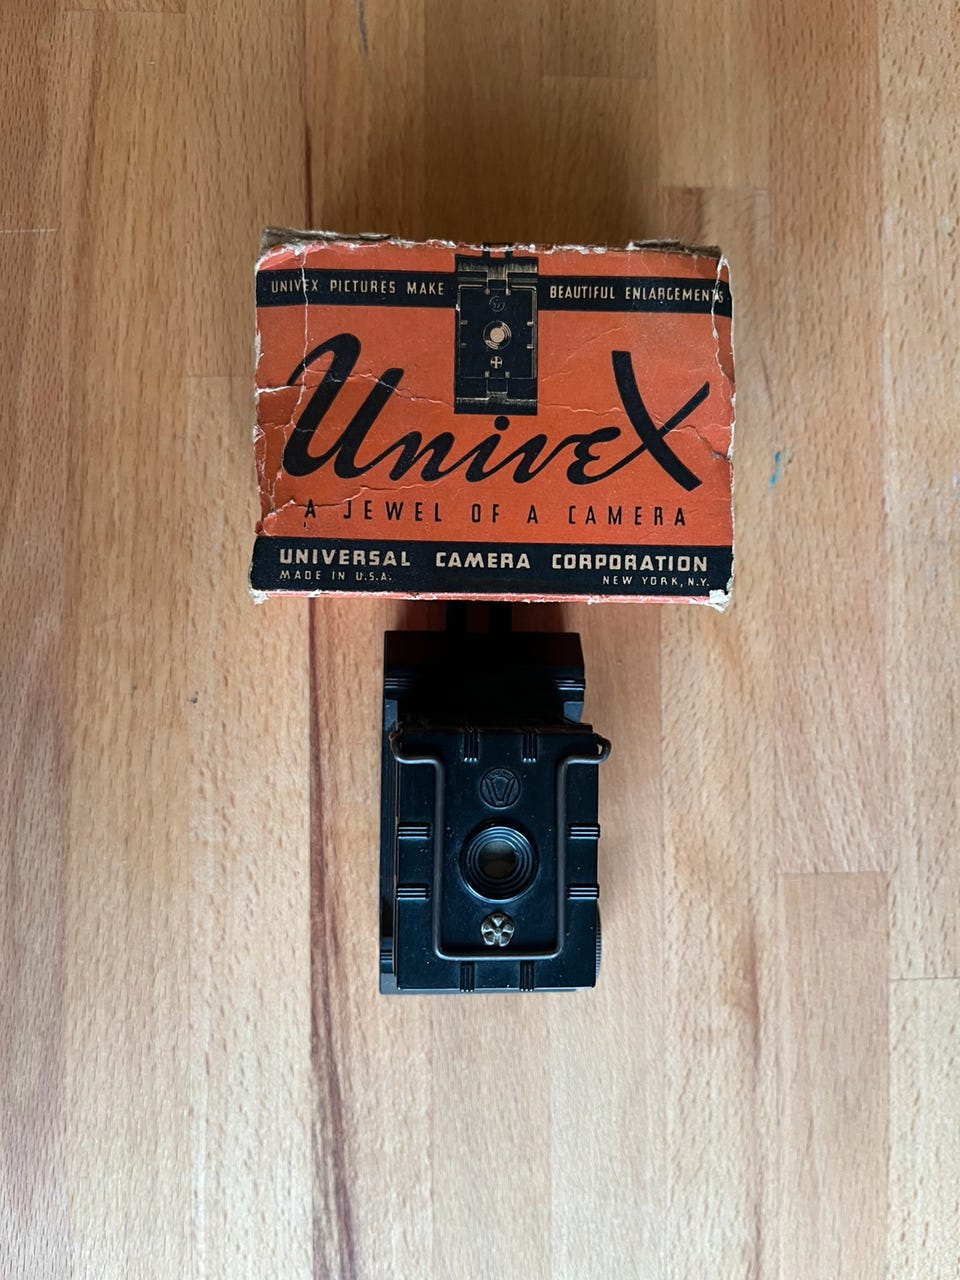 UNIVEX PICTURES MAKE BEAUTIFUL ENLARGEMENTS
UniveX
A JEWEL OF A CAMERA
UNIVERSAL CAMERA CORPORATION
MADE IN U.S.A. NEW YORK, N.Y.